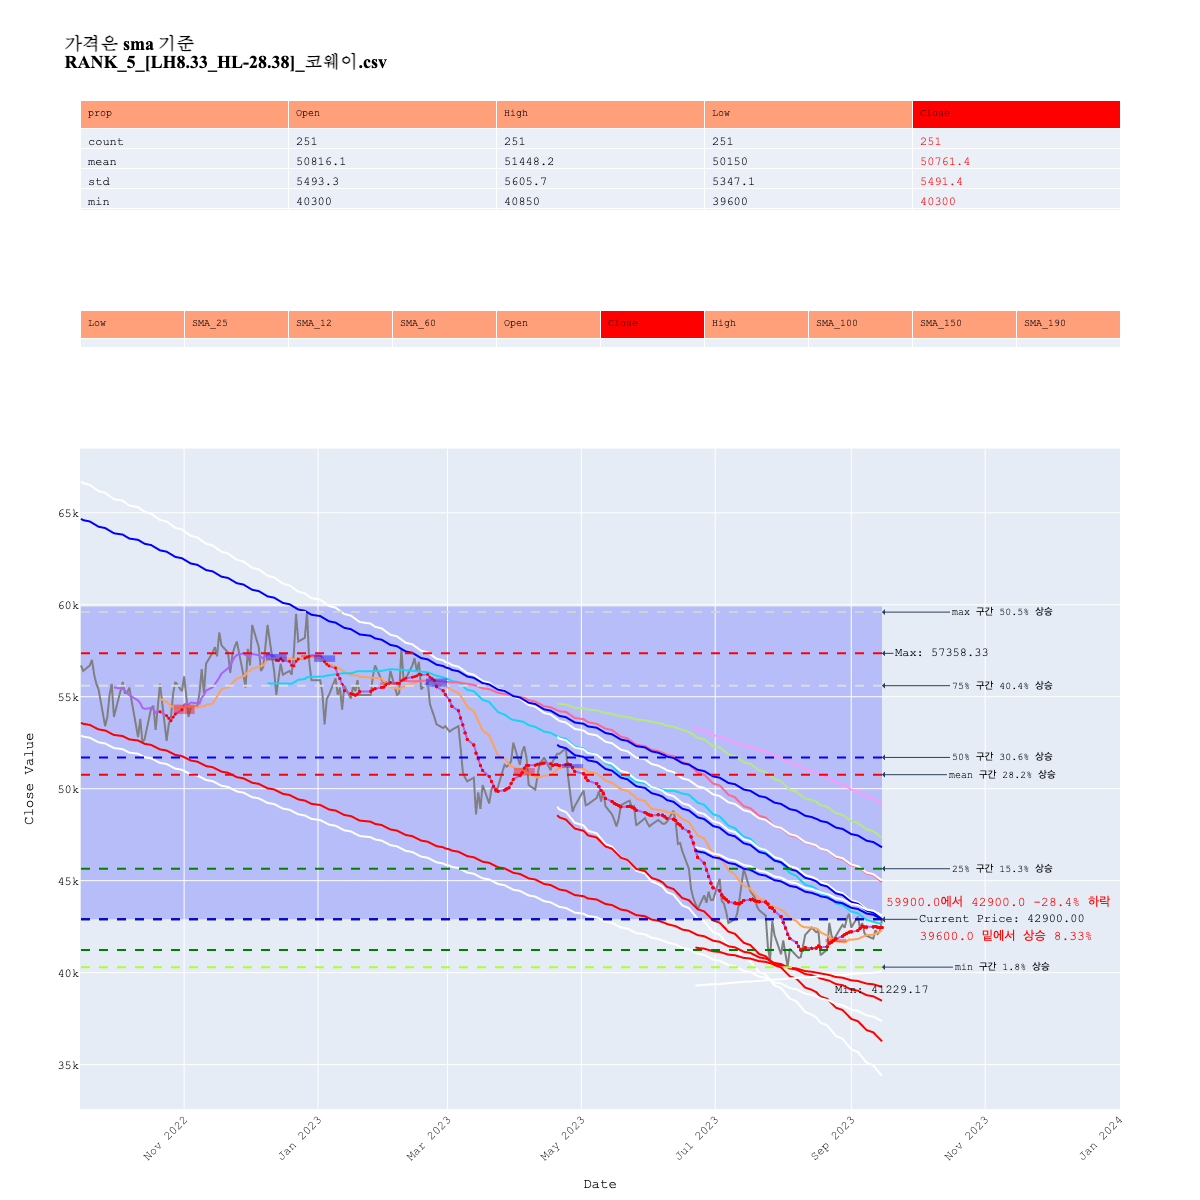 가격은 sma 기준
RANK_5_[LH8.33_HL-28.38]_코웨이.csv
prop Open High Low Close
count 251 251 251 251
mean 50816.1 51448.2 50150 50761.4
std 5493.3 5605.7 5347.1 5491.4
min 40300 40850 39600 40300
Low SMA_25 SMA_12 SMA_60 Open Close High SMA_100 SMA_150 SMA_190
65k
60k
max 구간 50.5% 상승
Max: 57358.33
75% 구간 40.4% 상승
55k
50% 구간 30.6% 상승
mean 구간 28.2% 상승
50k
25% 구간 15.3% 상승
45k
59900.0에서 42900.0 -28.4% 하락
Current Price: 42900.00
39600.0 밑에서 상승 8.33%
min 구간 1.8% 상승
40k
Min: 41229.17
35k
Close Value
Nov 2022 Jan 2023 Mar 2023 May 2023 Jul 2023 Sep 2023 Nov 2023 Jan 2024
Date